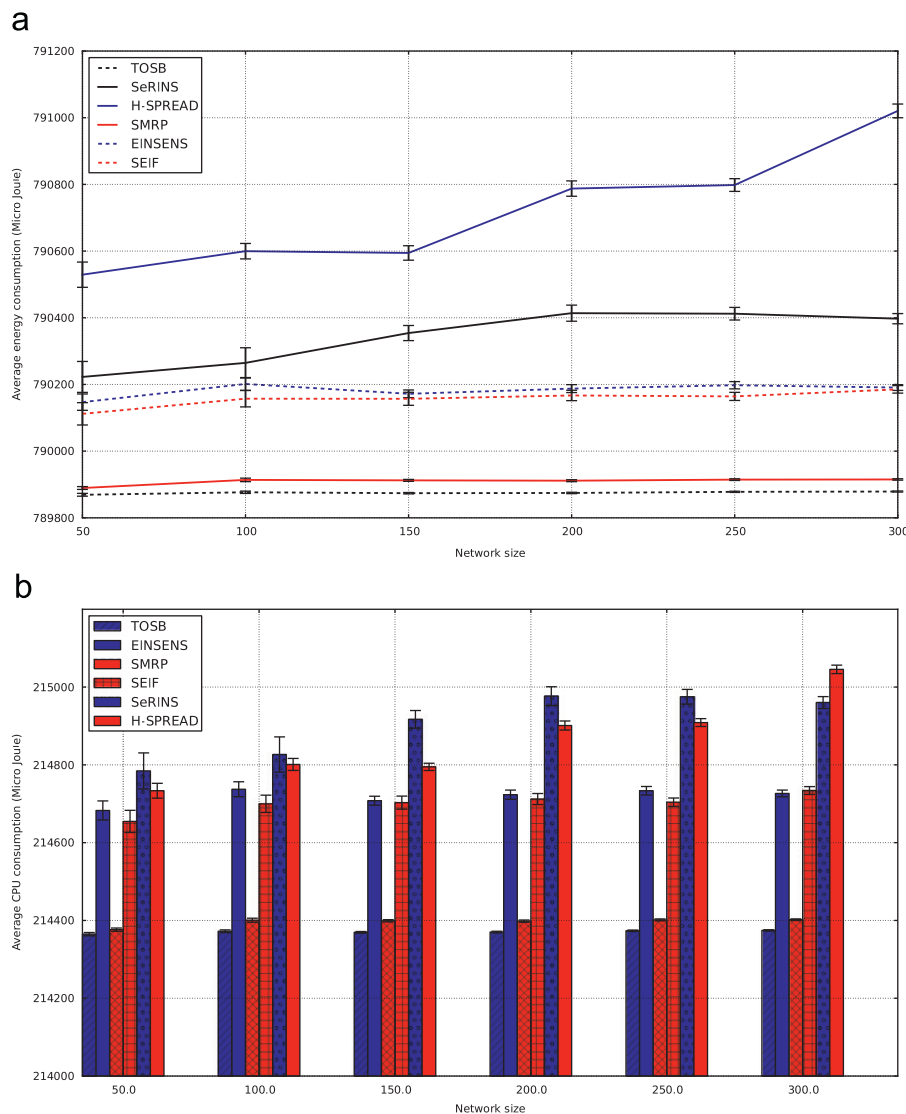 a
791200
791000
790800
790600
790400
790200
790000
789800
Average energy consumption (Micro Joule)
TOSB
SeRINS
H-SPREAD
SMRP
EINSENS
SEIF
50
100
150
200
250
300
Network size
b
215000
214800
214600
214400
214200
214000
Average CPU consumption (Micro Joule)
TOSB
EINSENS
SMRP
SEIF
SeRINS
H-SPREAD
50.0
100.0
150.0
200.0
250.0
300.0
Network size